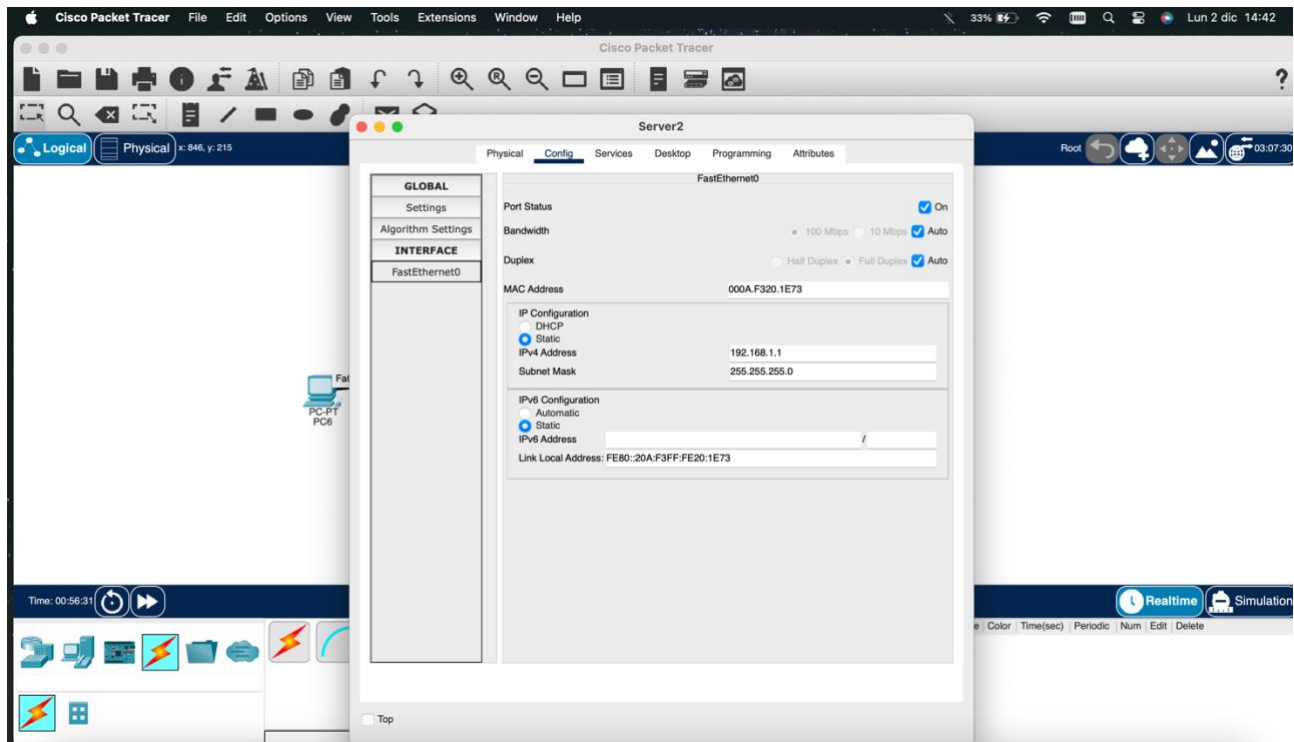 Cisco Packet Tracer File Edit Options View Tools Extensions Window Help 33% Lun 2 dic 14:42
Cisco Packet Tracer
?
Logical Physical x: 846, y: 215 Root 03:07:30
Server2
Physical Config Services Desktop Programming Attributes
GLOBAL
Settings
Algorithm Settings
INTERFACE
FastEthernet0
FastEthernet0
Port Status On
Bandwidth 100 Mbps 10 Mbps Auto
Duplex Half Duplex Full Duplex Auto
MAC Address 000A.F320.1E73
IP Configuration
DHCP
Static
IPv4 Address 192.168.1.1
Subnet Mask 255.255.255.0
IPv6 Configuration
Automatic
Static
IPv6 Address /
Link Local Address: FE80::20A:F3FF:FE20:1E73
Fa
PC-PT
PC6
Time: 00:56:31 Realtime Simulation
e Color Time(sec) Periodic Num Edit Delete
Top